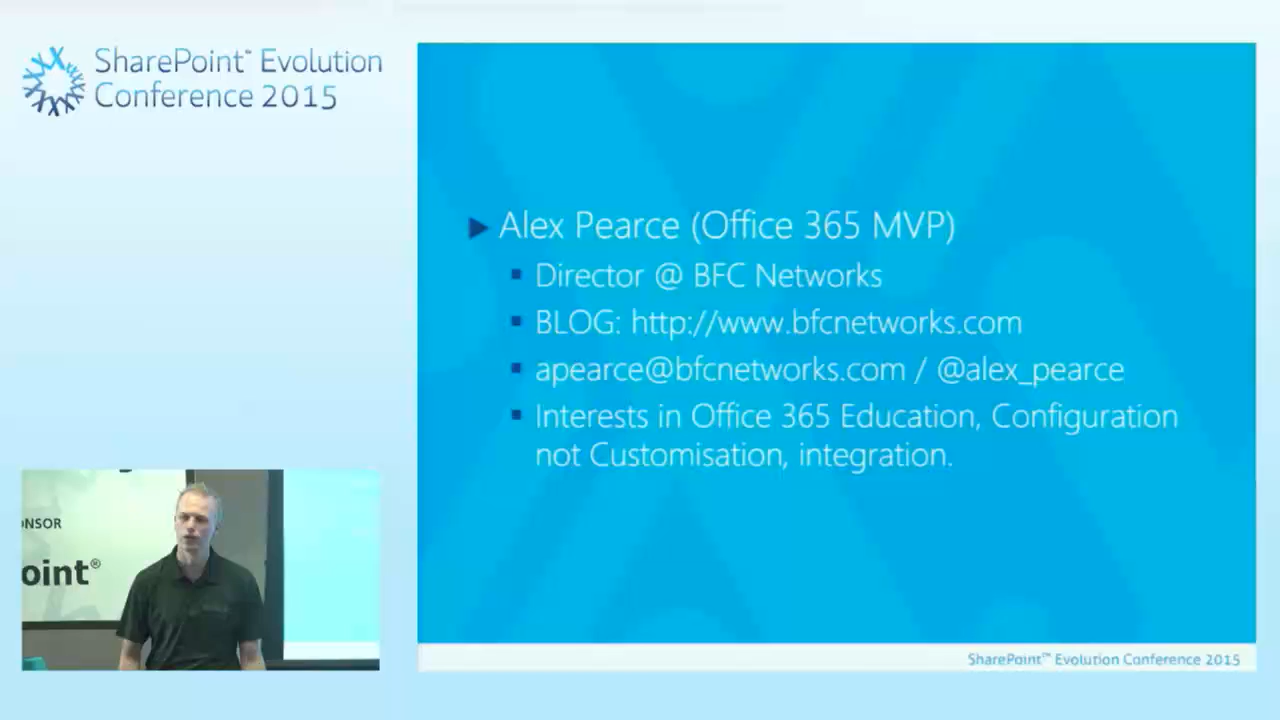 SharePoint™ Evolution
Conference 2015
Alex Pearce (Office 365 MVP)
Director @ BFC Networks
BLOG: http://www.bfcnetworks.com
apearce@bfcnetworks.com / @alex_pearce
Interests in Office 365 Education, Configuration
not Customisation, integration.
ONSOR
oint®
SharePoint™ Evolution Conference 2015